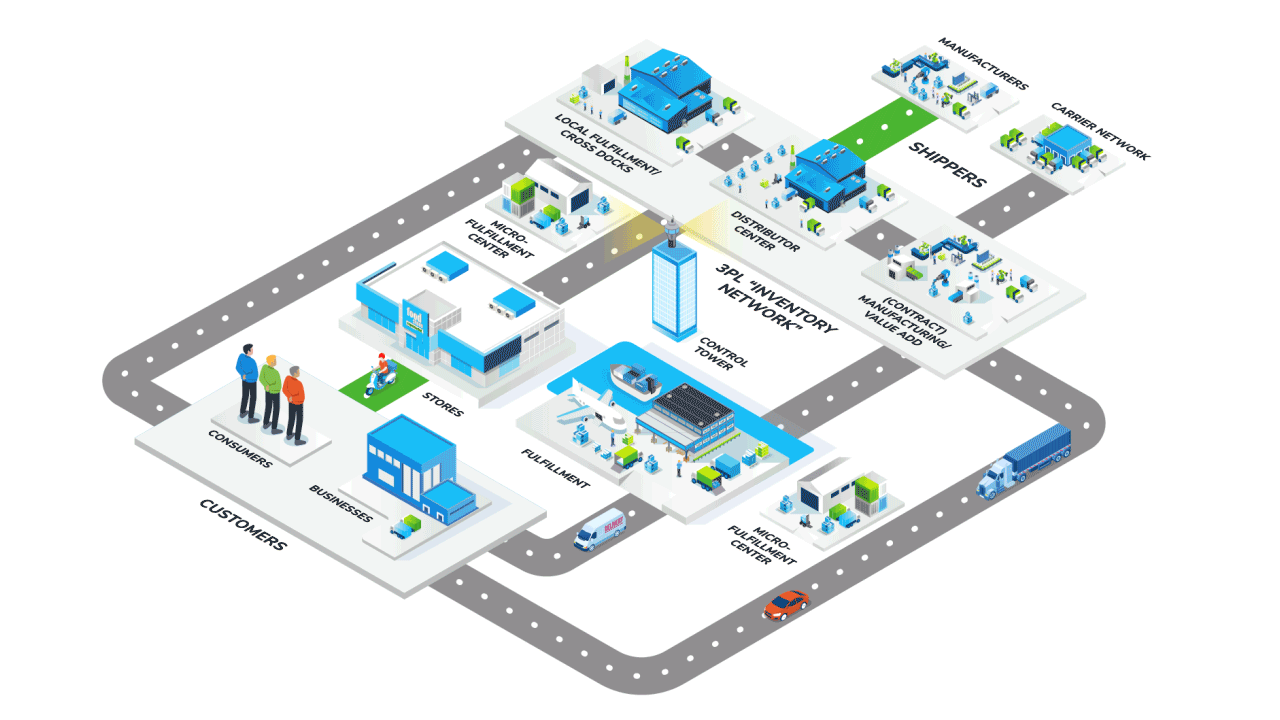 MANUFACTURERS
CARRIER NETWORK
SHIPPERS
LOCAL FULFILLMENT/
CROSS DOCKS
DISTRIBUTOR
CENTER
MICRO-
FULFILLMENT
CENTER
3PL “INVENTORY
NETWORK”
(CONTRACT)
MANUFACTURING/
VALUE ADD
CONTROL
TOWER
food
STORES
CONSUMERS
FULFILLMENT
BUSINESSES
CUSTOMERS
DELIVERY
MICRO-
FULFILLMENT
CENTER